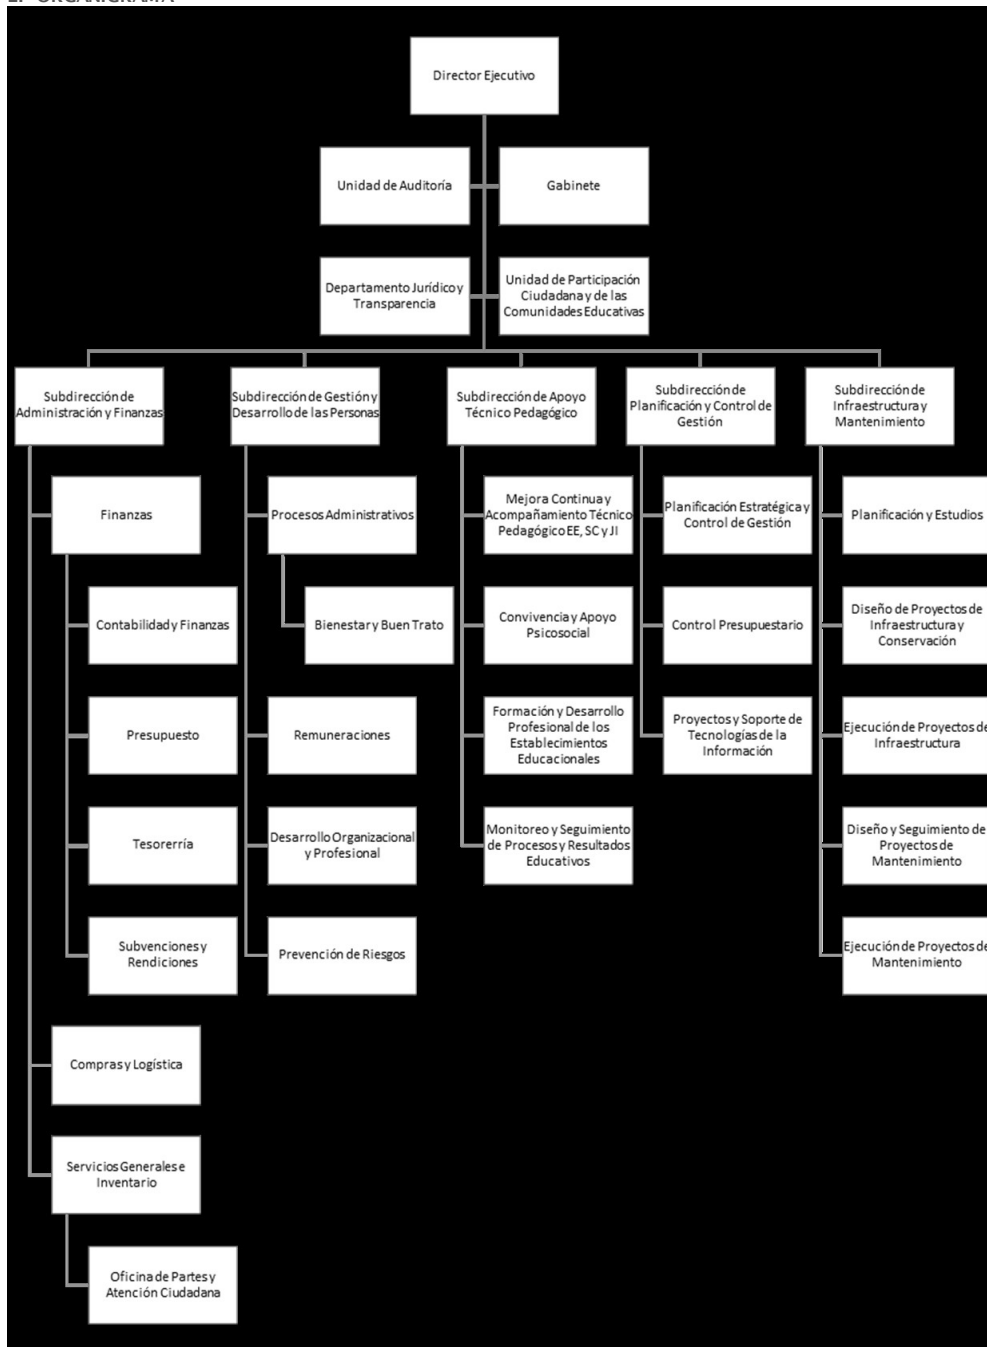 2. ORGANIGRAMA
Director Ejecutivo
Unidad de Auditoría
Gabinete
Departamento Jurídico y
Transparencia
Unidad de Participación
Ciudadana y de las
Comunidades Educativas
Subdirección de
Administración y Finanzas
Subdirección de Gestión y
Desarrollo de las Personas
Subdirección de Apoyo
Técnico Pedagógico
Subdirección de
Planificación y Control de
Gestión
Subdirección de
Infraestructura y
Mantenimiento
Finanzas
Contabilidad y Finanzas
Presupuesto
Tesorerría
Subvenciones y
Rendiciones
Compras y Logística
Servicios Generales e
Inventario
Oficina de Partes y
Atención Ciudadana
Procesos Administrativos
Bienestar y Buen Trato
Remuneraciones
Desarrollo Organizacional
y Profesional
Prevención de Riesgos
Mejora Continua y
Acompañamiento Técnico
Pedagógico EE, SC y JI
Convivencia y Apoyo
Psicosocial
Formación y Desarrollo
Profesional de los
Establecimientos
Educacionales
Monitoreo y Seguimiento
de Procesos y Resultados
Educativos
Planificación Estratégica y
Control de Gestión
Control Presupuestario
Proyectos y Soporte de
Tecnologías de la
Información
Planificación y Estudios
Diseño de Proyectos de
Infraestructura y
Conservación
Ejecución de Proyectos de
Infraestructura
Diseño y Seguimiento de
Proyectos de
Mantenimiento
Ejecución de Proyectos de
Mantenimiento